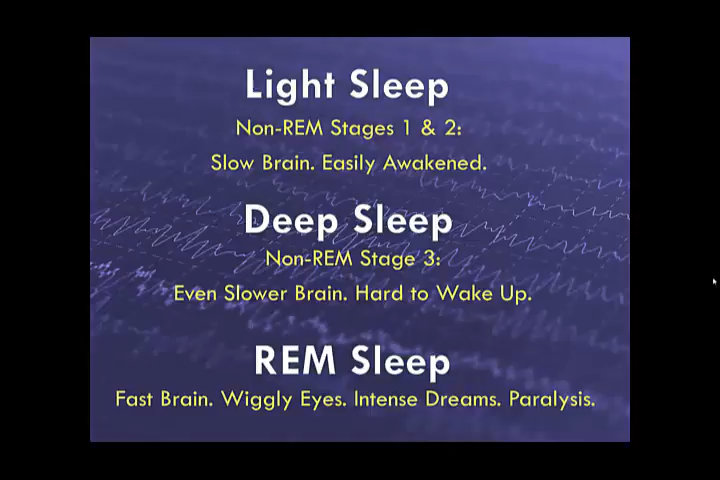 Light Sleep
Non-REM Stages 1 & 2:
Slow Brain. Easily Awakened.
Deep Sleep
Non-REM Stage 3:
Even Slower Brain. Hard to Wake Up.
REM Sleep
Fast Brain. Wiggly Eyes. Intense Dreams. Paralysis.